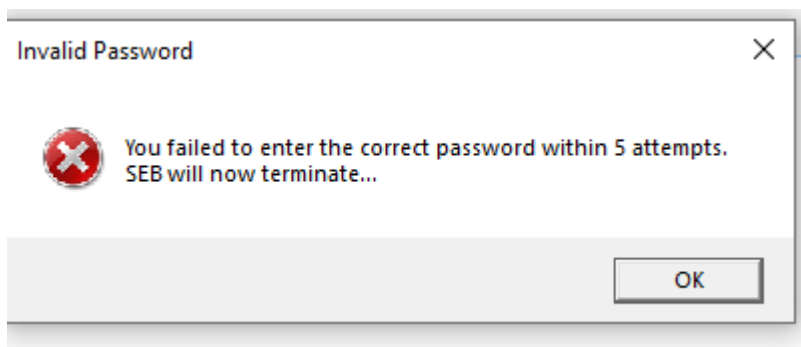 Invalid Password
You failed to enter the correct password within 5 attempts.
SEB will now terminate...
OK